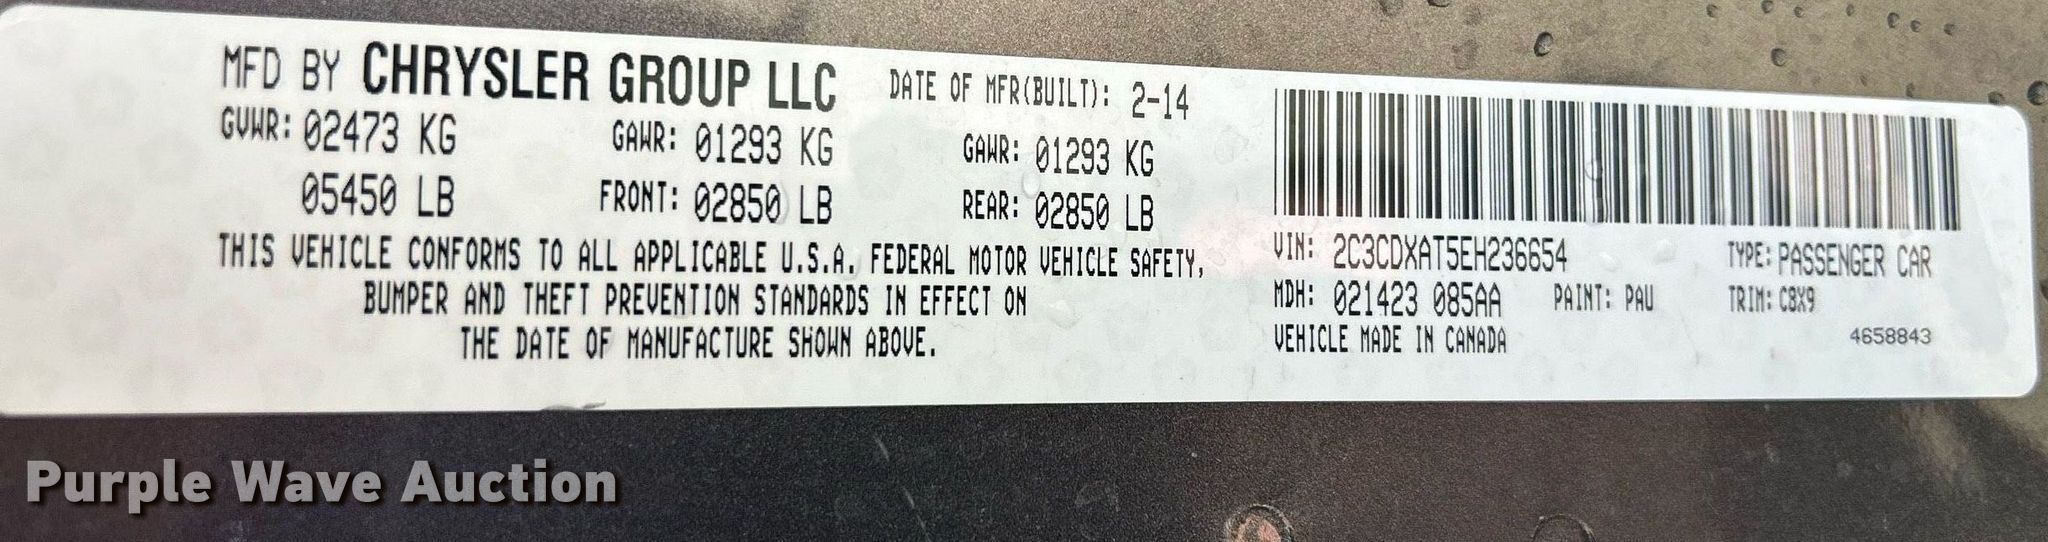 MFD BY CHRYSLER GROUP LLC DATE OF MFR(BUILT): 2-14
GVWR: 02473 KG GAWR: 01293 KG GAWR: 01293 KG
05450 LB FRONT: 02850 LB REAR: 02850 LB
THIS VEHICLE CONFORMS TO ALL APPLICABLE U.S.A. FEDERAL MOTOR VEHICLE SAFETY,
BUMPER AND THEFT PREVENTION STANDARDS IN EFFECT ON
THE DATE OF MANUFACTURE SHOWN ABOVE.
VIN: 2C3CDXAT5EH236654 TYPE: PASSENGER CAR
MDH: 021423 085AA PAINT: PAU TRIM: C8X9
VEHICLE MADE IN CANADA 4658843
Purple Wave Auction